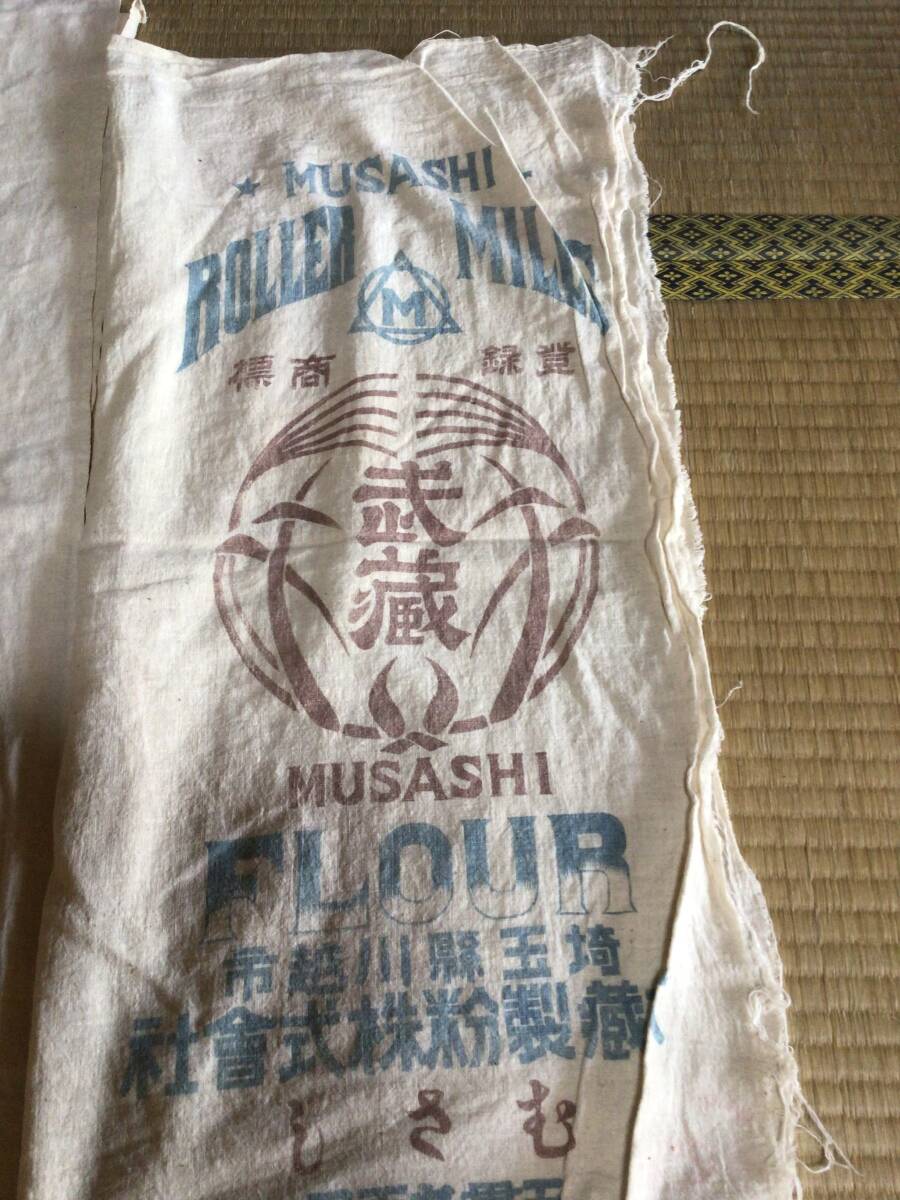 ★ MUSASHI
ROLLER MILLS
M
登録商標
武藏
MUSASHI
FLOUR
埼玉縣川越市
藏製粉株式會社
むさし